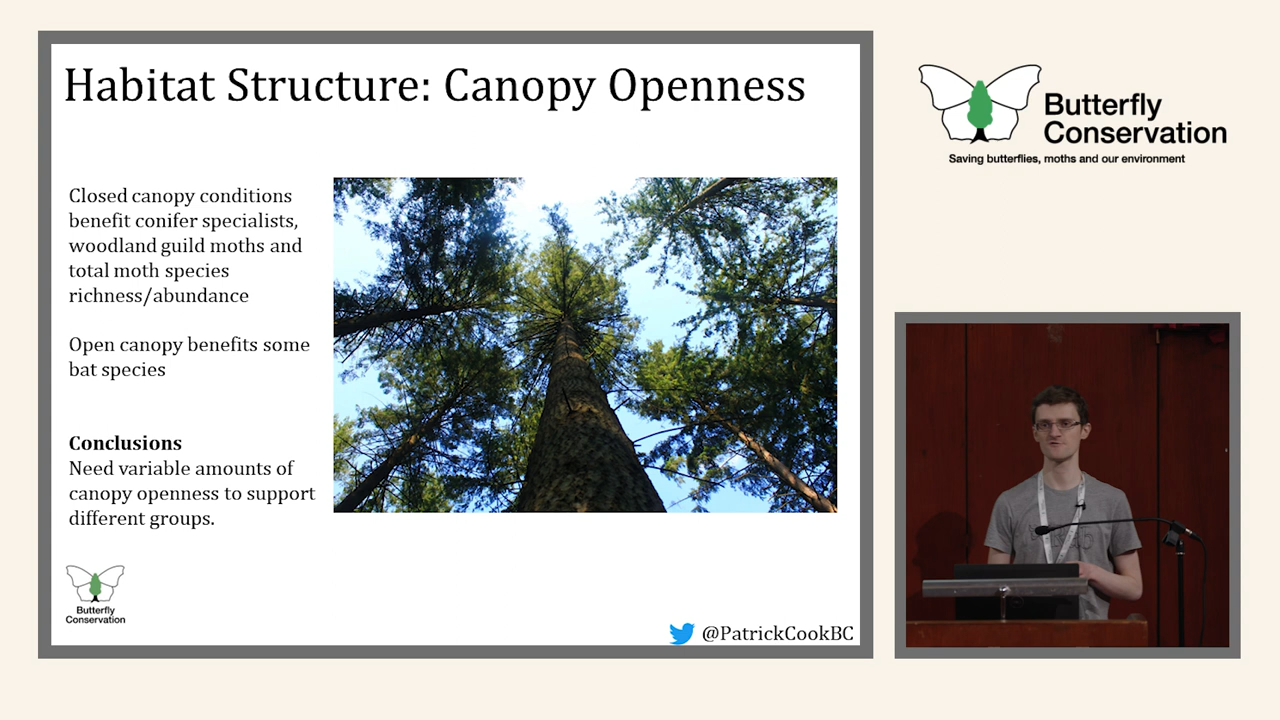 Habitat Structure: Canopy Openness
Closed canopy conditions
benefit conifer specialists,
woodland guild moths and
total moth species
richness/abundance
Open canopy benefits some
bat species
Conclusions
Need variable amounts of
canopy openness to support
different groups.
Butterfly
Conservation
@PatrickCookBC
Butterfly
Conservation
Saving butterflies, moths and our environment